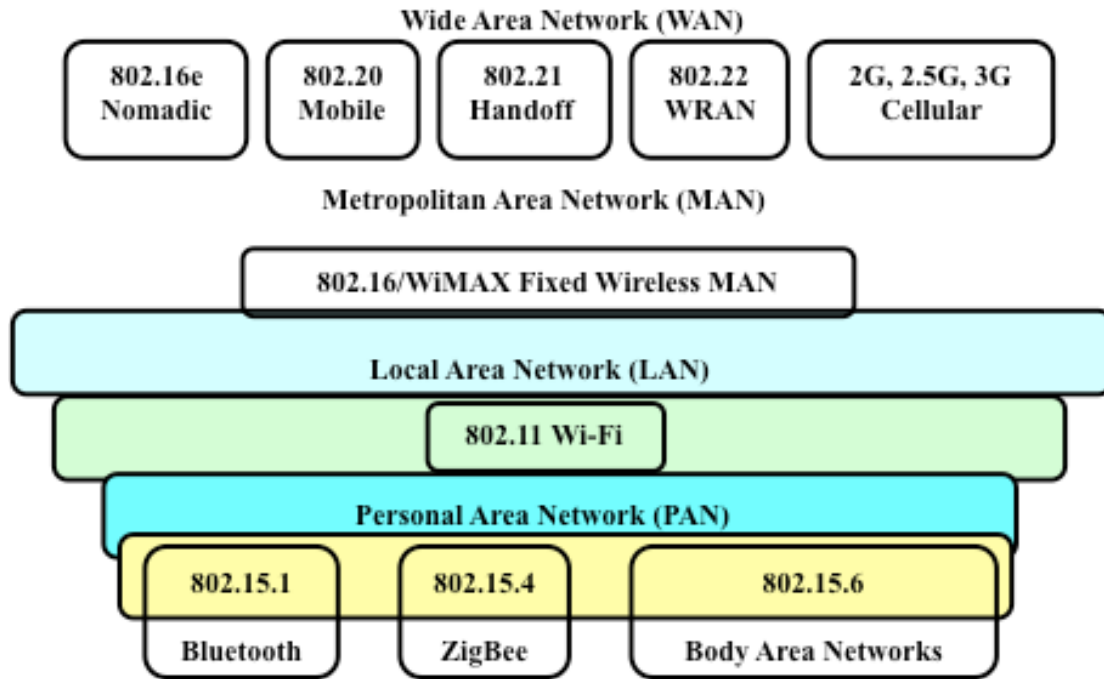 Wide Area Network (WAN)
802.16e
Nomadic
802.20
Mobile
802.21
Handoff
802.22
WRAN
2G, 2.5G, 3G
Cellular
Metropolitan Area Network (MAN)
802.16/WiMAX Fixed Wireless MAN
Local Area Network (LAN)
802.11 Wi-Fi
Personal Area Network (PAN)
802.15.1
Bluetooth
802.15.4
ZigBee
802.15.6
Body Area Networks